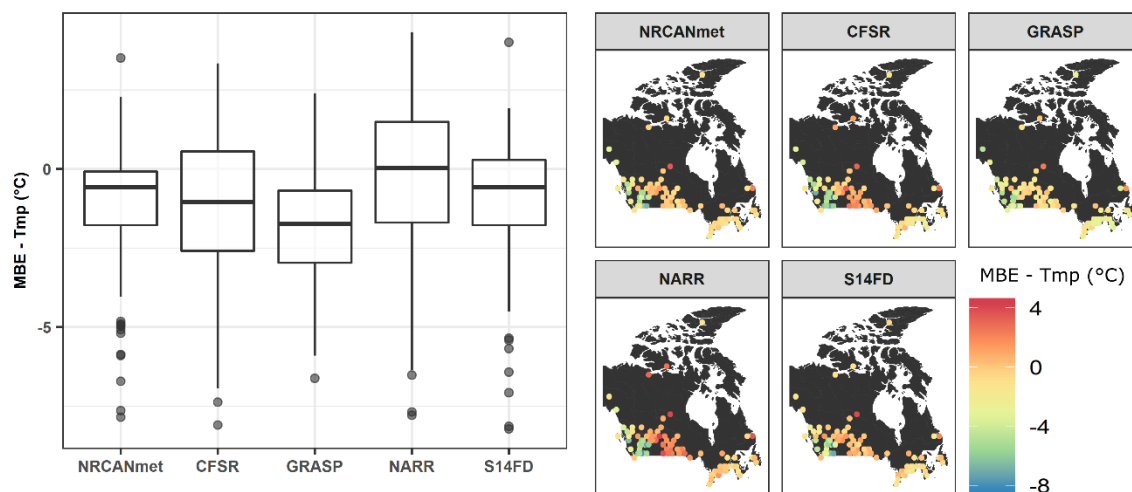 MBE - Tmp (°C)
0
-5
NRCANmet CFSR GRASP NARR S14FD
NRCANmet CFSR GRASP
NARR S14FD
MBE - Tmp (°C)
4
0
-4
-8